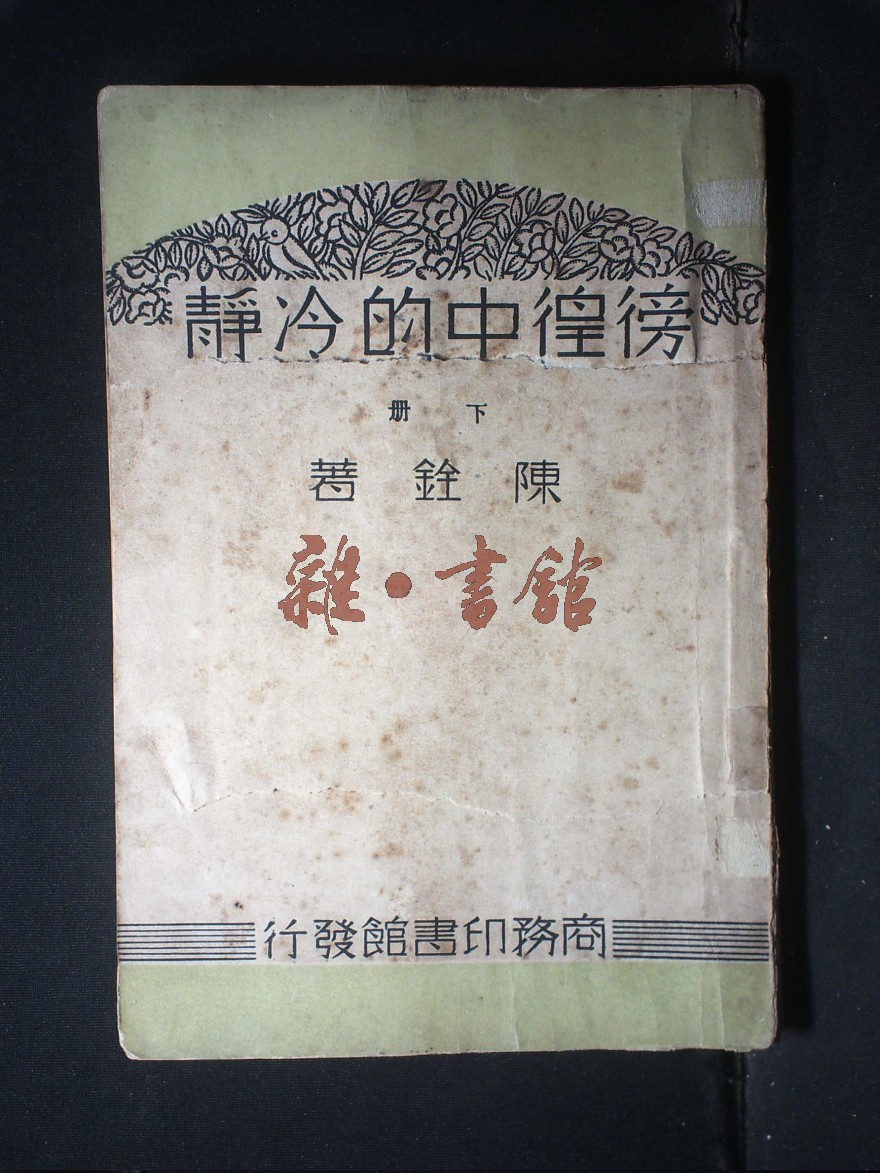 彷徨中的冷靜
下册
陳銓著
雜·書館
商務印書館發行